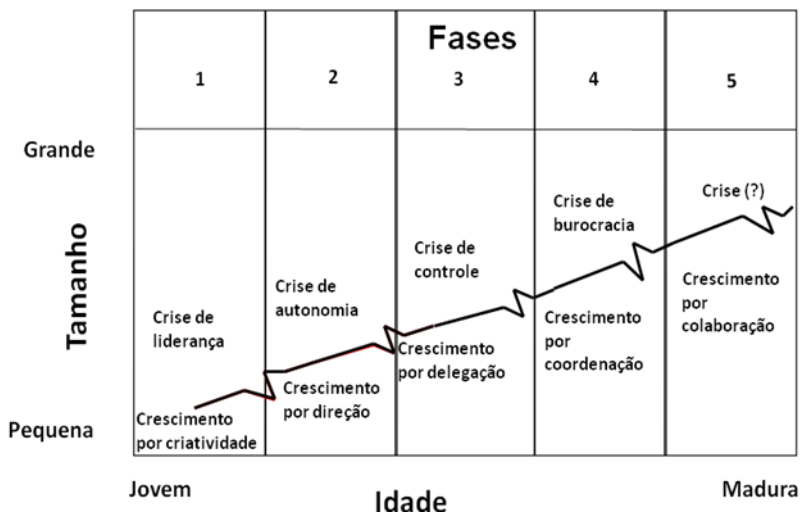 Fases
1
2
3
4
5
Grande
Tamanho
Pequena
Crise de
liderança
Crescimento
por criatividade
Crise de
autonomia
Crescimento
por direção
Crise de
controle
Crescimento
por delegação
Crise de
burocracia
Crescimento
por
coordenação
Crise (?)
Crescimento
por
colaboração
Jovem
Idade
Madura